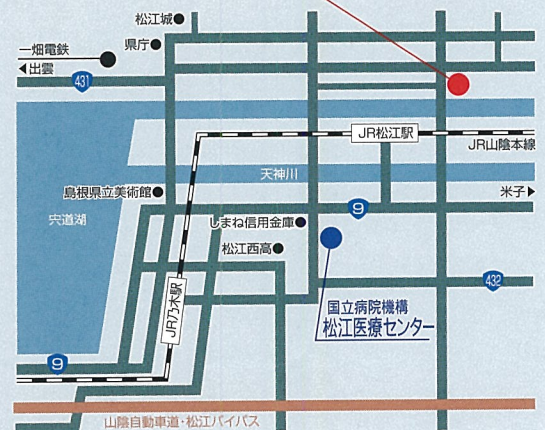 松江城
県庁
一畑電鉄
◀出雲
431
JR松江駅
JR山陰本線
天神川
島根県立美術館
米子▶
宍道湖
しまね信用金庫
9
松江西高
432
国立病院機構
松江医療センター
JR乃木駅
9
山陰自動車道・松江バイパス